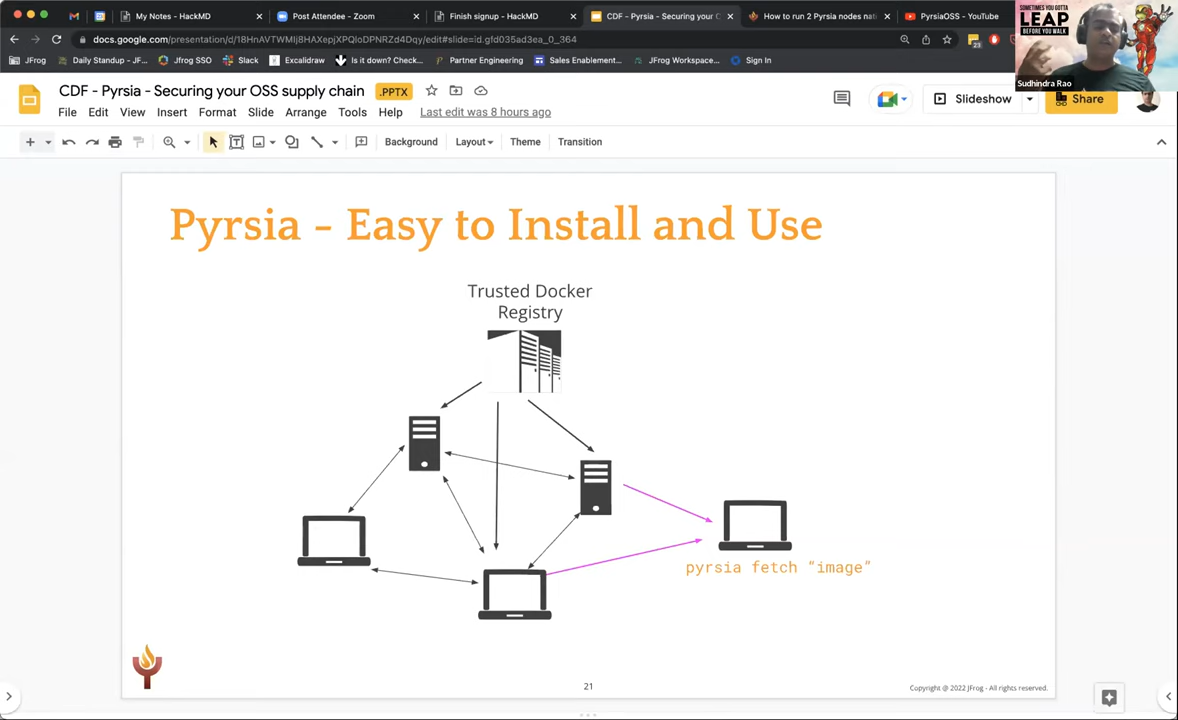 My Notes - HackMD
Post Attendee - Zoom
Finish signup - HackMD
CDF - Pyrsia - Securing your O
How to run 2 Pyrsia nodes nati
PyrsiaOSS - YouTube
docs.google.com/presentation/d/18HnAVTWMlj8HAXepjXPQloDPNRZd4Dqy/edit#slide=id.gfd035ad3ea_0_364
23
JFrog
Daily Standup - JF...
Jfrog SSO
Slack
Excalidraw
Is it down? Check...
Partner Engineering
Sales Enablement...
JFrog Workspace...
Sign In
SOMETIMES YOU GOTTA
LEAP
BEFORE YOU WALK
Sudhindra Rao
CDF - Pyrsia - Securing your OSS supply chain
.PPTX
File Edit View Insert Format Slide Arrange Tools Help
Last edit was 8 hours ago
Slideshow
Share
Background
Layout
Theme
Transition
Pyrsia - Easy to Install and Use
Trusted Docker
Registry
pyrsia fetch “image”
21
Copyright @ 2022 JFrog - All rights reserved.